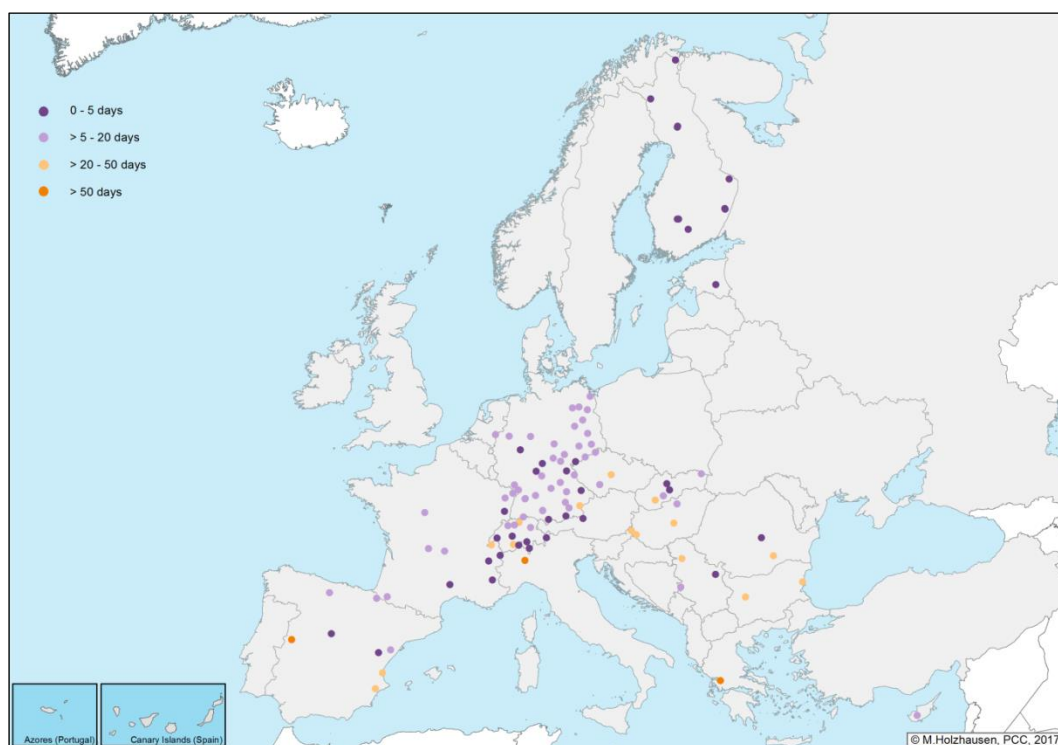 0 - 5 days
> 5 - 20 days
> 20 - 50 days
> 50 days
Azores (Portugal)
Canary Islands (Spain)
© M.Holzhausen, PCC, 2017